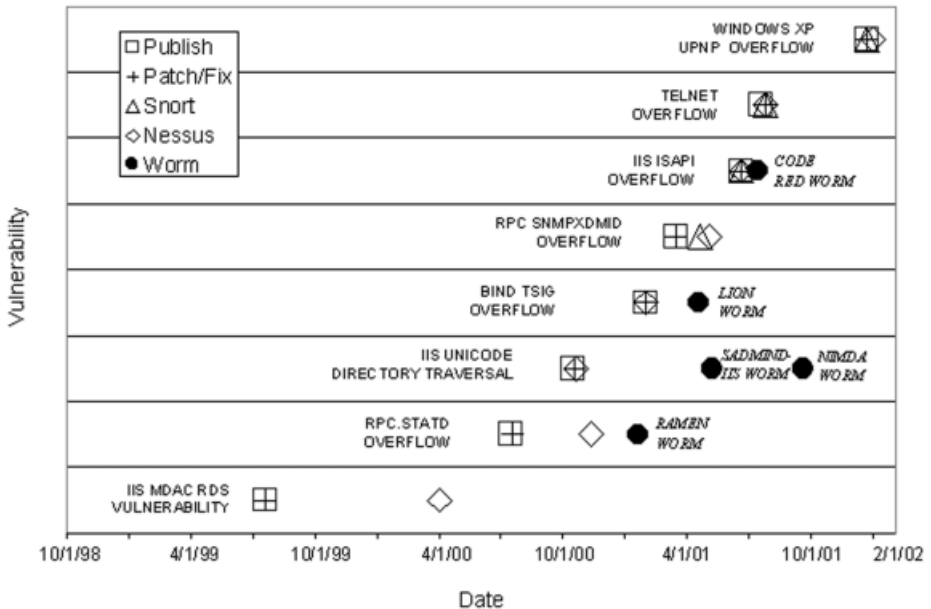 WINDOWS XP
UPNP OVERFLOW
Publish
Patch/Fix
Snort
Nessus
Worm
TELNET
OVERFLOW
IIS ISAPI
OVERFLOW
CODE
RED WORM
RPC SNMPXDMID
OVERFLOW
BIND TSIG
OVERFLOW
LION
WORM
IIS UNICODE
DIRECTORY TRAVERSAL
SADMIND-
IIS WORM
NIMDA
WORM
RPC.STATD
OVERFLOW
RAMEN
WORM
IIS MDAC RDS
VULNERABILITY
Vulnerability
10/1/98 4/1/99 10/1/99 4/1/00 10/1/00 4/1/01 10/1/01 2/1/02
Date